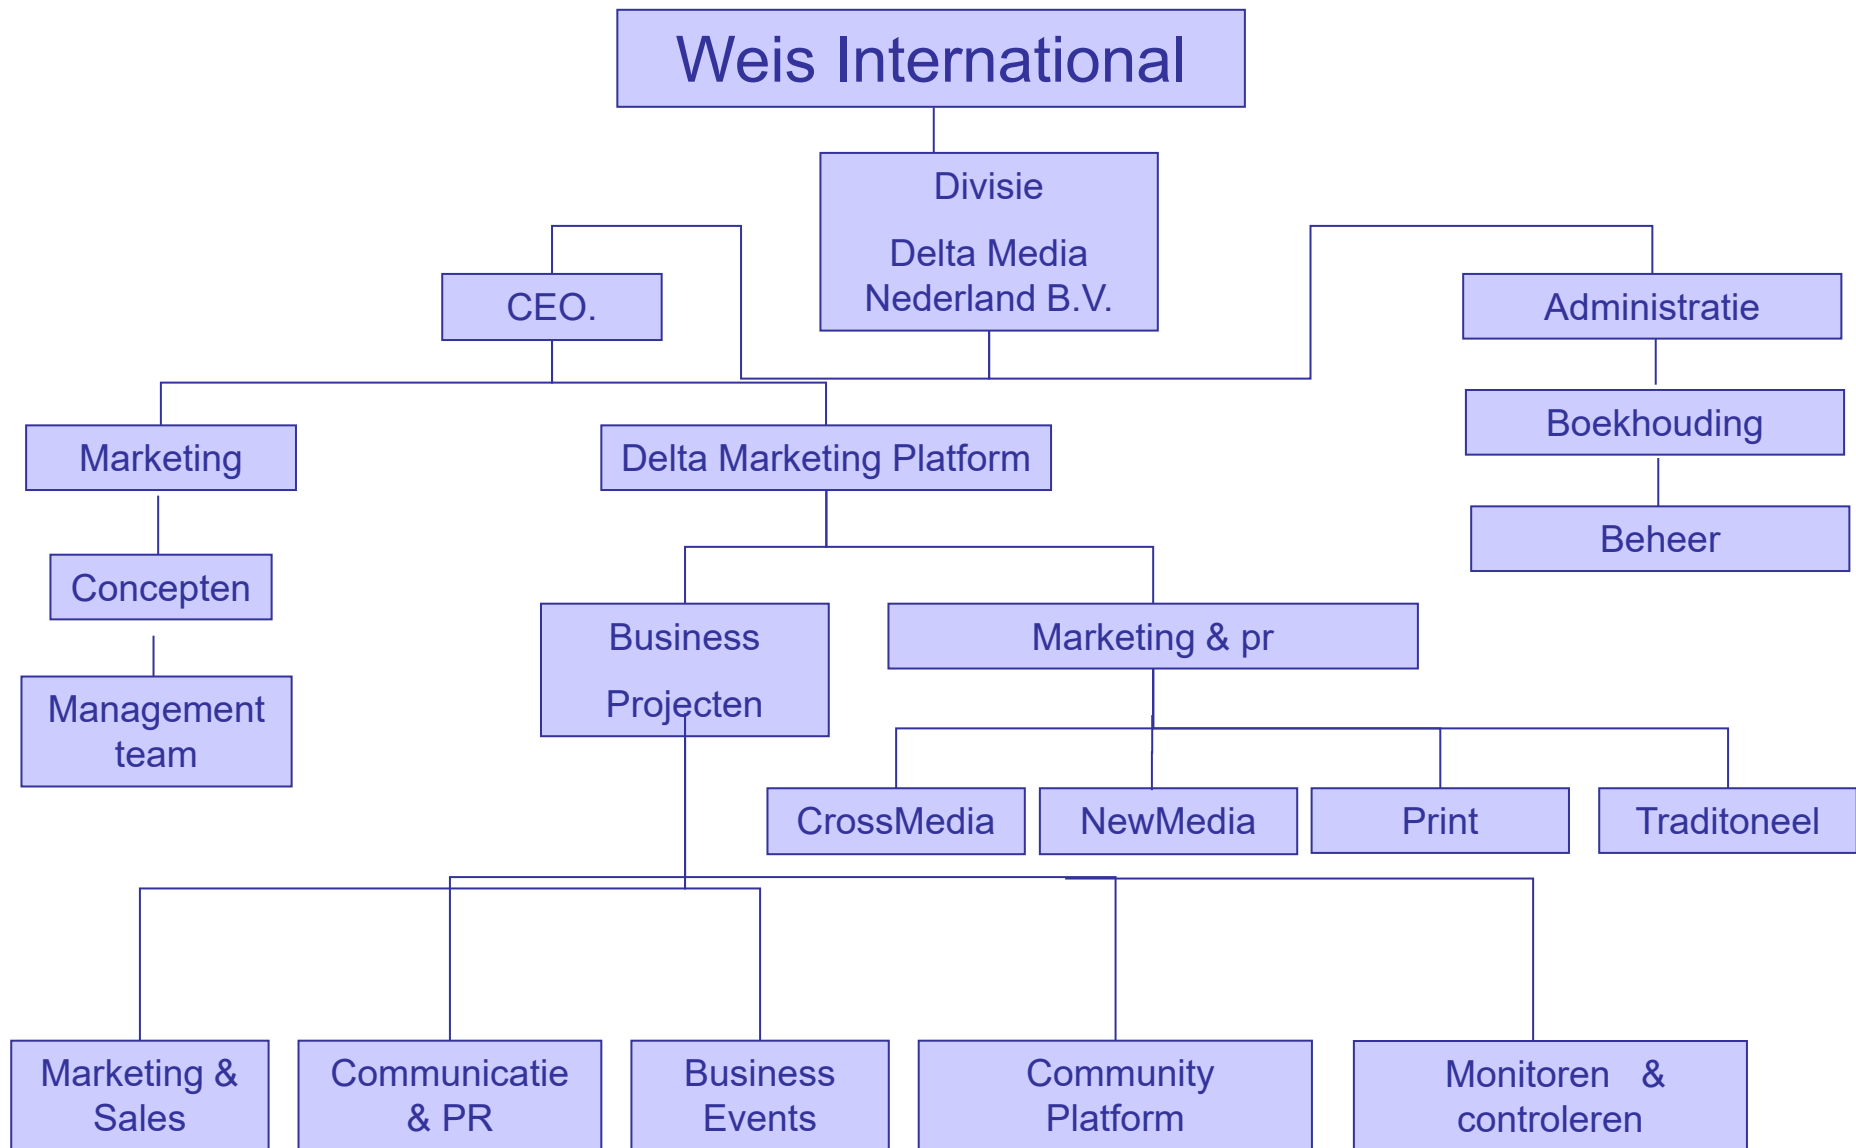 Weis International
Divisie
Delta Media
Nederland B.V.
CEO.
Administratie
Marketing
Delta Marketing Platform
Boekhouding
Beheer
Concepten
Business
Projecten
Marketing & pr
Management
team
CrossMedia
NewMedia
Print
Traditoneel
Marketing &
Sales
Communicatie
& PR
Business
Events
Community
Platform
Monitoren & 
controleren